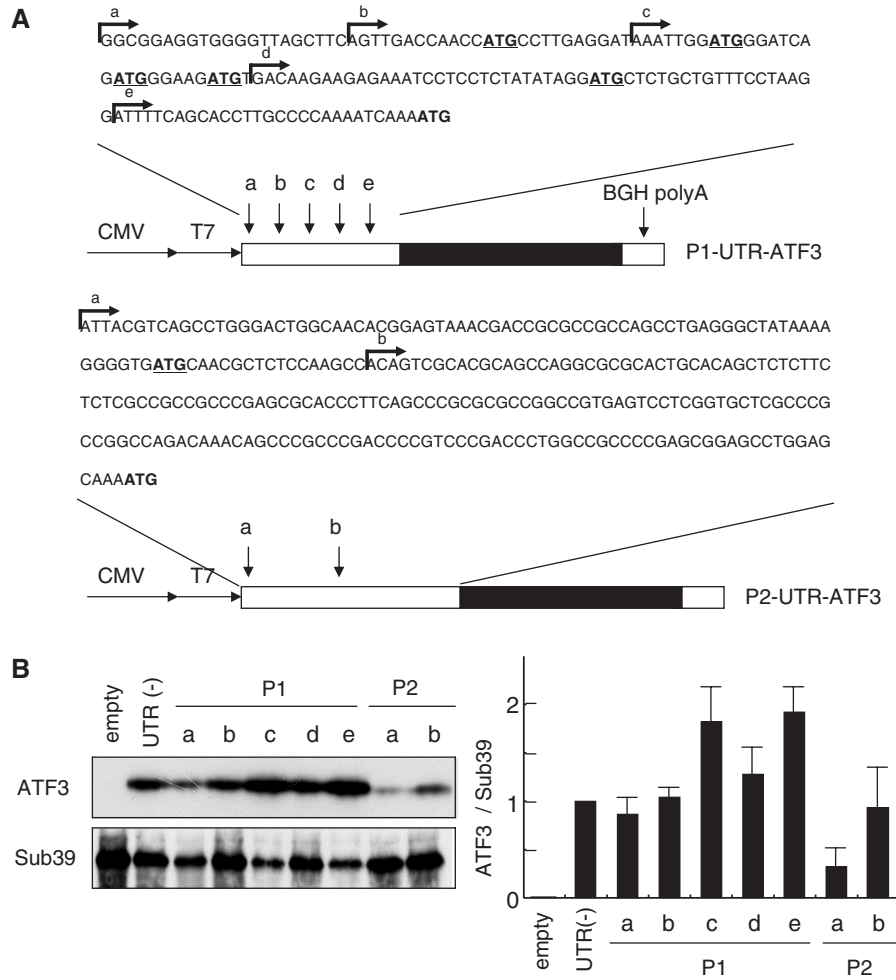 A
a b c
GGCGGAGGTGGGGTTAGCTTCAGTTGACCAACCATGCCTTGAGGATAAATTGGATGGGATCA
d
GATGGGAAGATGTGACAAGAAGAGAAATCCTCCTCTATATAGGATGCTCTGCTGTTTCCTAAG
e
GATTTTCAGCACCTTGCCCCAAAATCAAAATG
a b c d e
BGH polyA
CMV T7
P1-UTR-ATF3
a
ATTACGTCAGCCTGGGACTGGCAACACGGAGTAAACGACCGCGCCGCCAGCCTGAGGGCTATAAAA
b
GGGGTGATGCAACGCTCTCCAAGCCACAGTCGCACGCAGCCAGGCGCGCACTGCACAGCTCTCTTC
TCTCGCCGCCGCCCGAGCGCACCCTTCAGCCCGCGCGCCGGCCGTGAGTCCTCGGTGCTCGCCCG
CCGGCCAGACAAACAGCCCGCCCGACCCCGTCCCGACCCTGGCCGCCCCGAGCGGAGCCTGGAG
CAAAATG
a b
CMV T7
P2-UTR-ATF3
B
empty UTR (-) P1 P2
a b c d e a b
ATF3
Sub39
ATF3 / Sub39
2
1
0
empty UTR(-) a b c d e a b
P1 P2